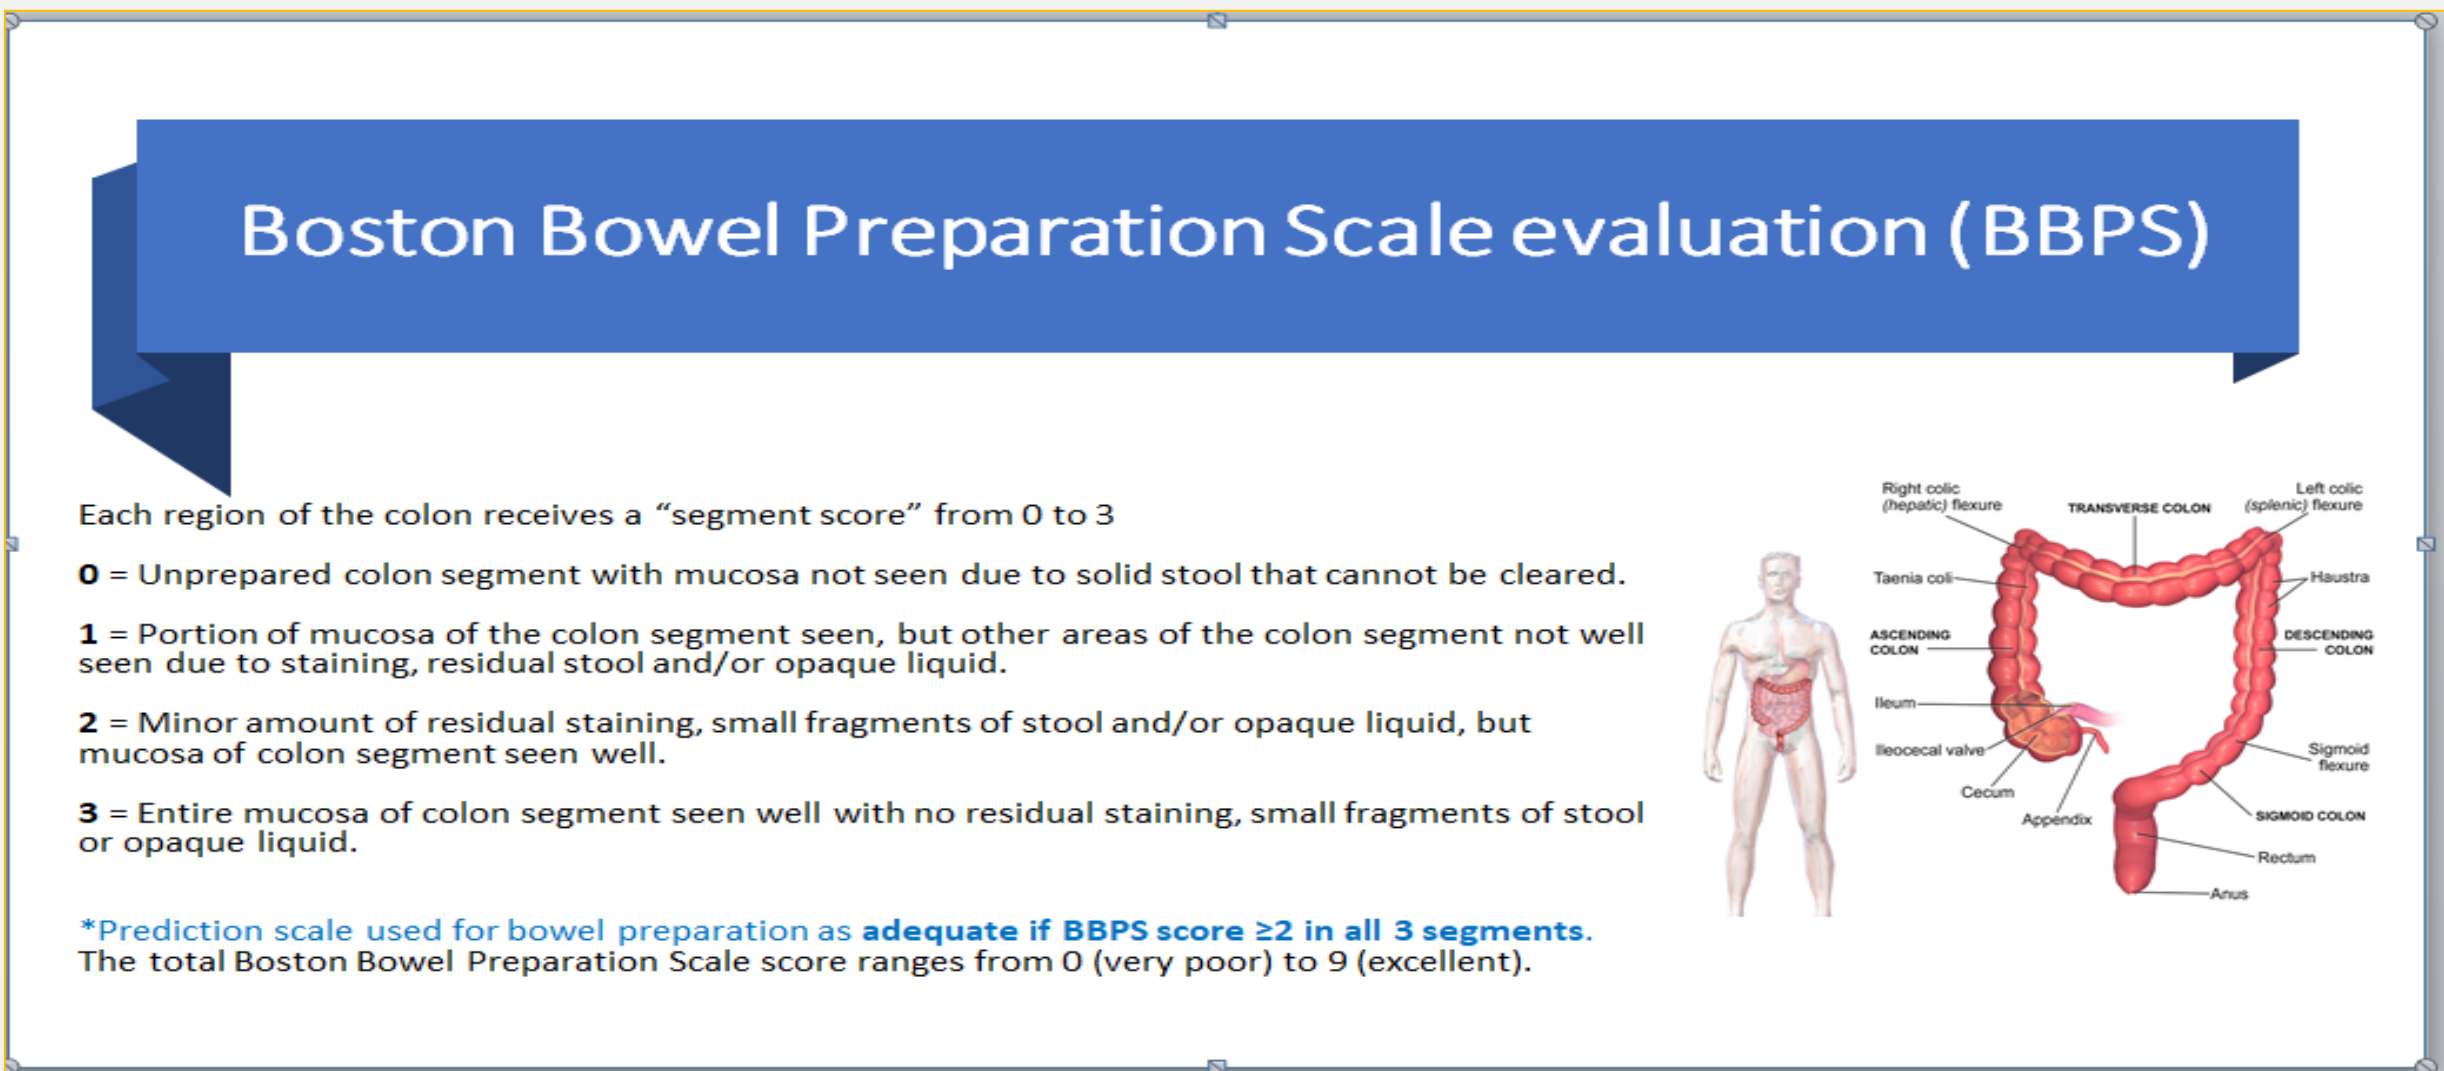 Boston Bowel Preparation Scale evaluation (BBPS)
Each region of the colon receives a “segment score” from 0 to 3
0 = Unprepared colon segment with mucosa not seen due to solid stool that cannot be cleared.
1 = Portion of mucosa of the colon segment seen, but other areas of the colon segment not well
seen due to staining, residual stool and/or opaque liquid.
2 = Minor amount of residual staining, small fragments of stool and/or opaque liquid, but
mucosa of colon segment seen well.
3 = Entire mucosa of colon segment seen well with no residual staining, small fragments of stool
or opaque liquid.
*Prediction scale used for bowel preparation as adequate if BBPS score ≥2 in all 3 segments.
The total Boston Bowel Preparation Scale score ranges from 0 (very poor) to 9 (excellent).
Right colic
(hepatic) flexure
TRANSVERSE COLON
Left colic
(splenic) flexure
Taenia coli
Haustra
ASCENDING
COLON
DESCENDING
COLON
Ileum
Ileocecal valve
Sigmoid
flexure
Cecum
Appendix
SIGMOID COLON
Rectum
Anus